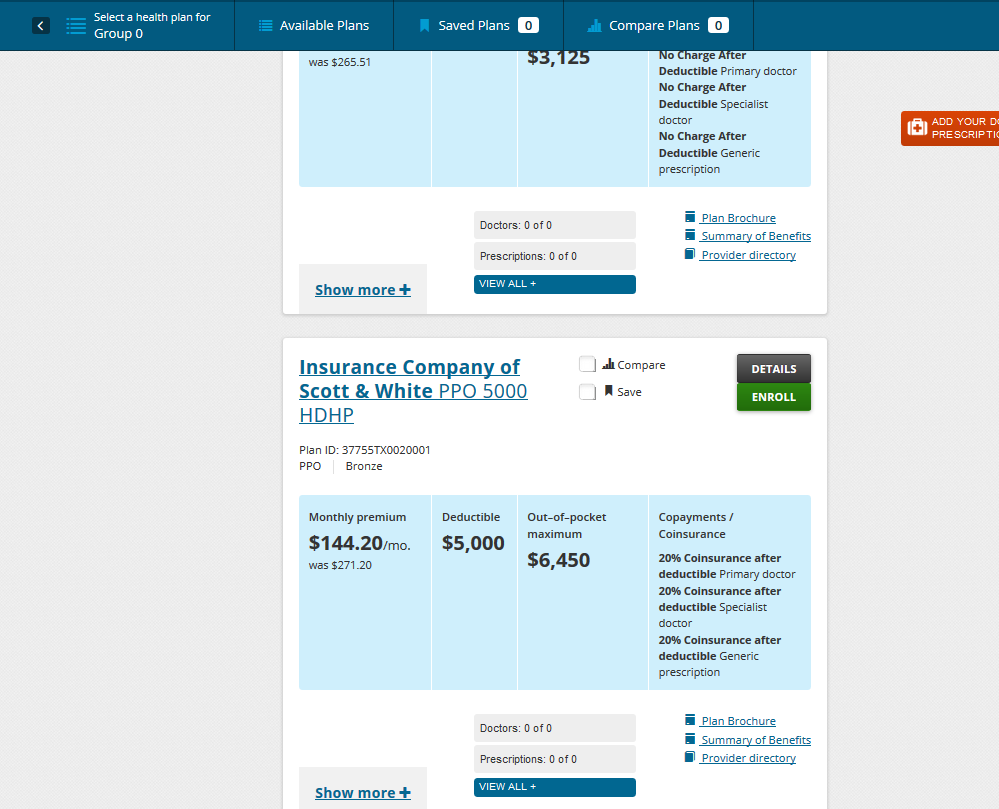 Select a health plan for
Group 0
Available Plans
Saved Plans 0
Compare Plans 0
was $265.51
$3,125
No Charge After
Deductible Primary doctor
No Charge After
Deductible Specialist
doctor
No Charge After
Deductible Generic
prescription
ADD YOUR
PRESCRIPTIO
Doctors: 0 of 0
Prescriptions: 0 of 0
VIEW ALL +
Plan Brochure
Summary of Benefits
Provider directory
Show more +
Insurance Company of
Scott & White PPO 5000
HDHP
Compare
Save
DETAILS
ENROLL
Plan ID: 37755TX0020001
PPO Bronze
Monthly premium
$144.20/mo.
was $271.20
Deductible
$5,000
Out–of–pocket
maximum
$6,450
Copayments /
Coinsurance
20% Coinsurance after
deductible Primary doctor
20% Coinsurance after
deductible Specialist
doctor
20% Coinsurance after
deductible Generic
prescription
Doctors: 0 of 0
Prescriptions: 0 of 0
VIEW ALL +
Plan Brochure
Summary of Benefits
Provider directory
Show more +